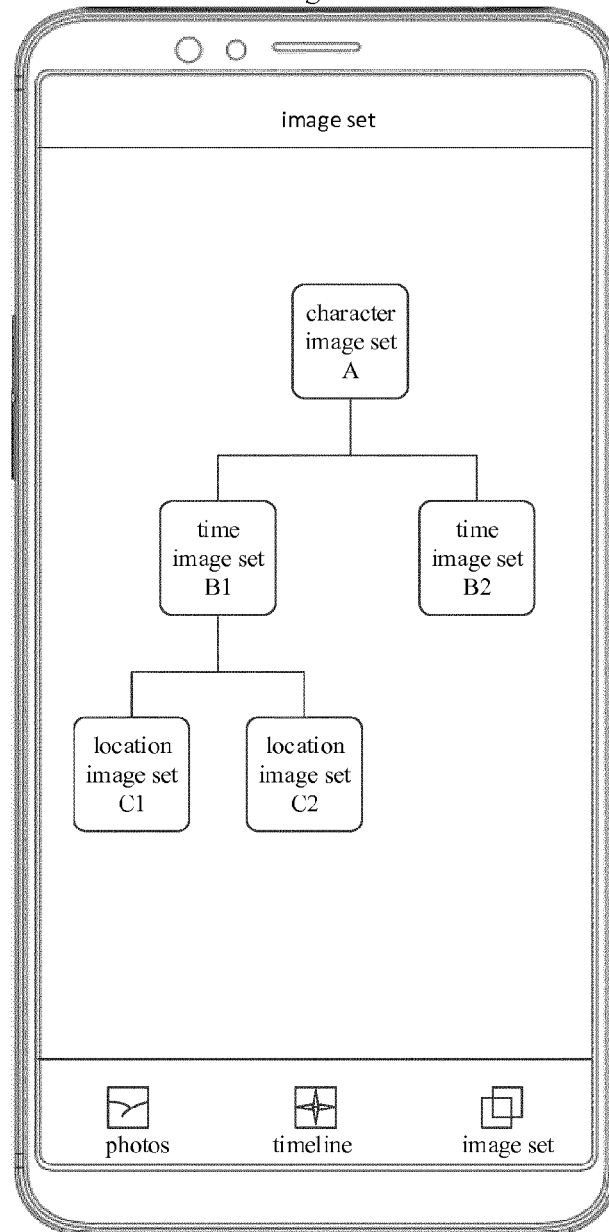 image set
character
image set
A
time
image set
B1
time
image set
B2
location
image set
C1
location
image set
C2
photos
timeline
image set